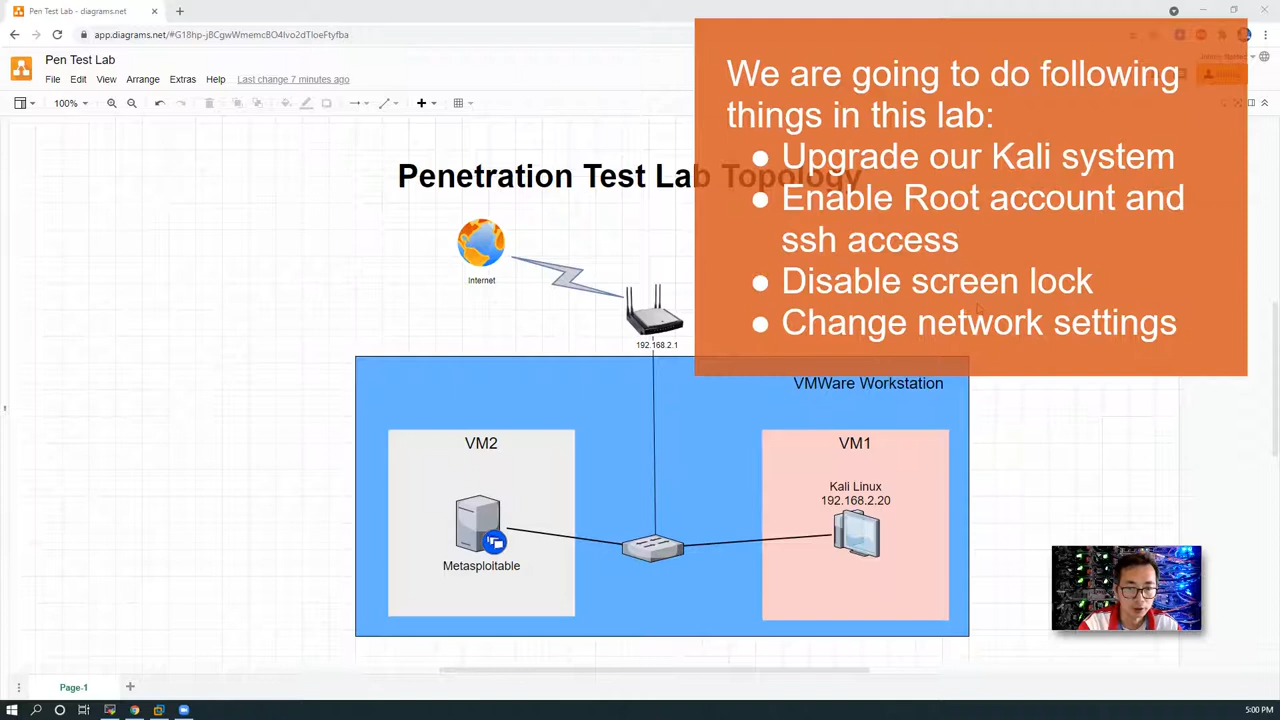 Pen Test Lab - diagrams.net
app.diagrams.net/#G18hp-jBCgwWmemcBO4Ivo2dTloeFtyfba
Pen Test Lab
File Edit View Arrange Extras Help Last change 7 minutes ago
100%
We are going to do following
things in this lab:
● Upgrade our Kali system
● Enable Root account and
ssh access
● Disable screen lock
● Change network settings
Penetration Test Lab Topology
Internet
192.168.2.1
VMWare Workstation
VM2
VM1
Kali Linux
192.168.2.20
Metasploitable
Page-1
5:00 PM